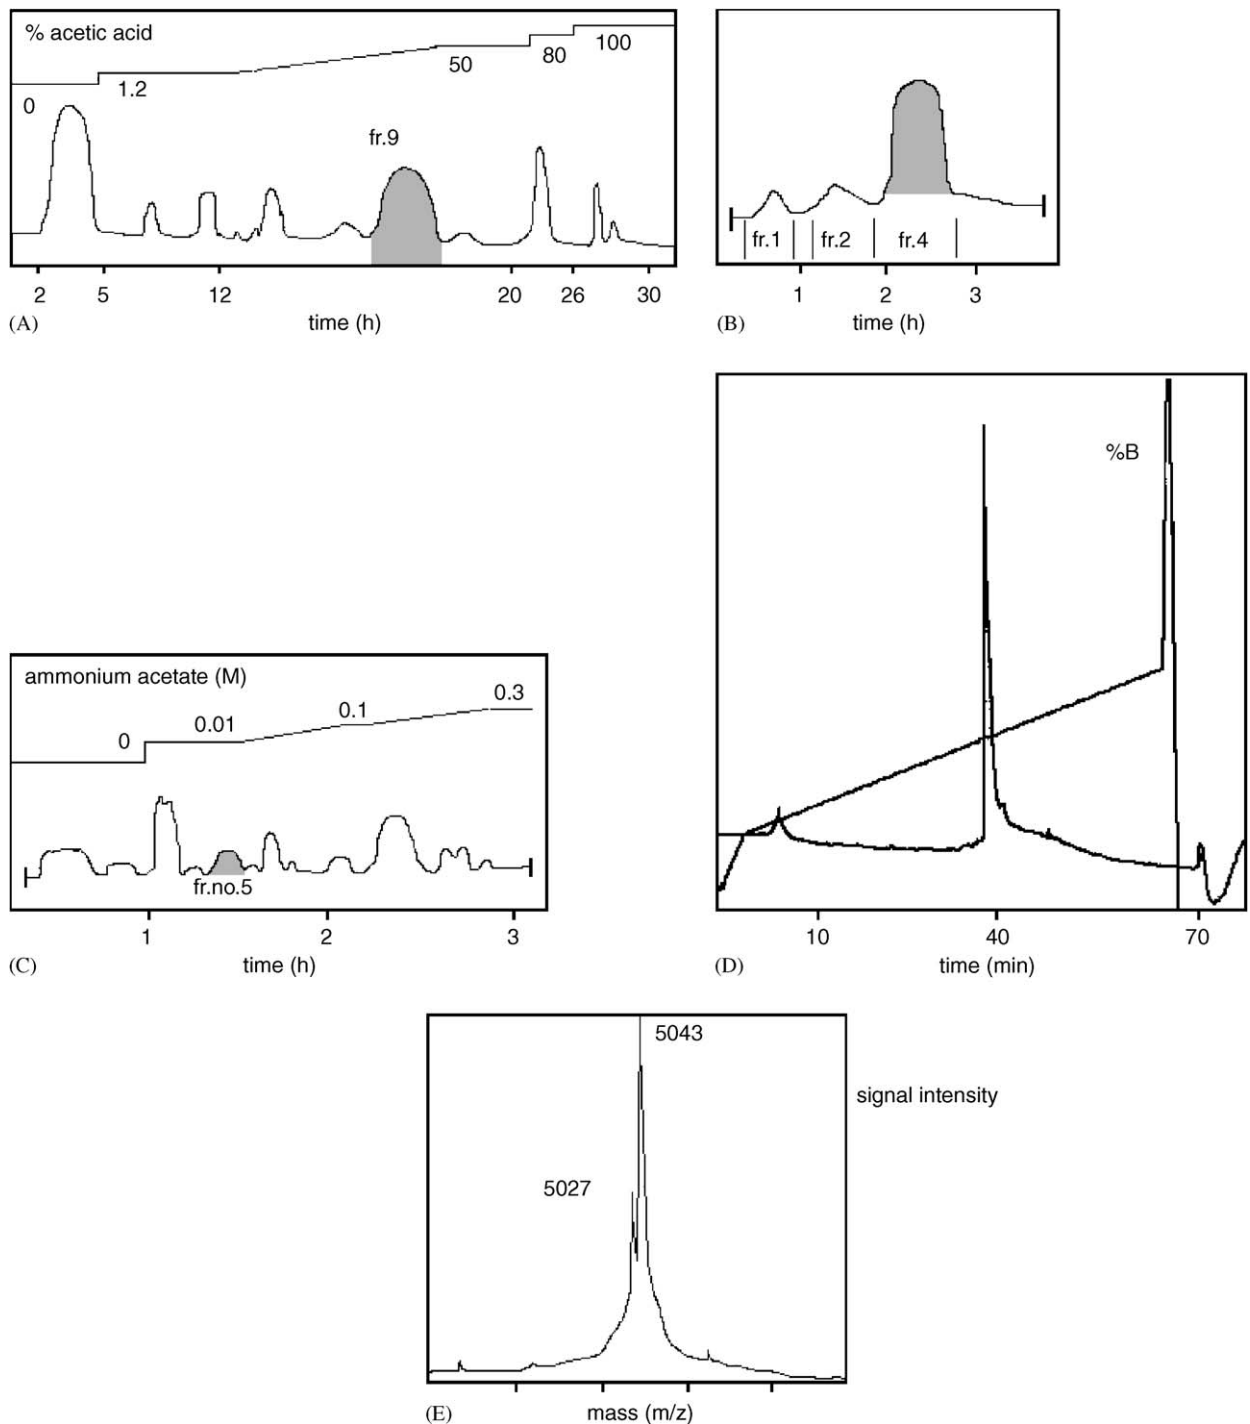 % acetic acid
0
1.2
50
80
100
fr.9
2 5 12 20 26 30
(A) time (h)
fr.1 fr.2 fr.4
1 2 3
(B) time (h)
ammonium acetate (M)
0
0.01
0.1
0.3
fr.no.5
1 2 3
(C) time (h)
%B
10 40 70
(D) time (min)
5043
5027
signal intensity
(E) mass (m/z)